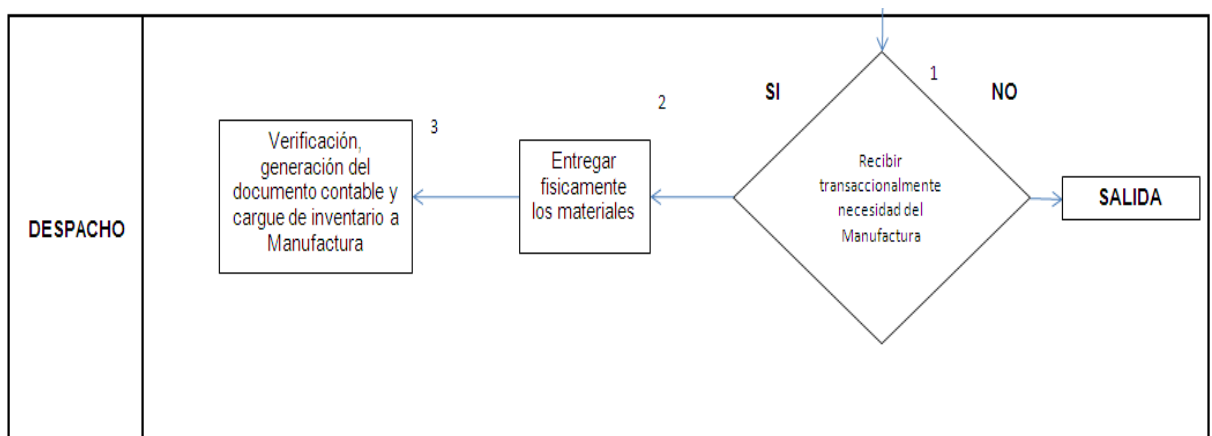 DESPACHO
3
Verificación,
generación del
documento contable y
cargue de inventario a
Manufactura
2
Entregar
fisicamente
los materiales
SI
1
NO
Recibir
transaccionalmente
necesidad del
Manufactura
SALIDA